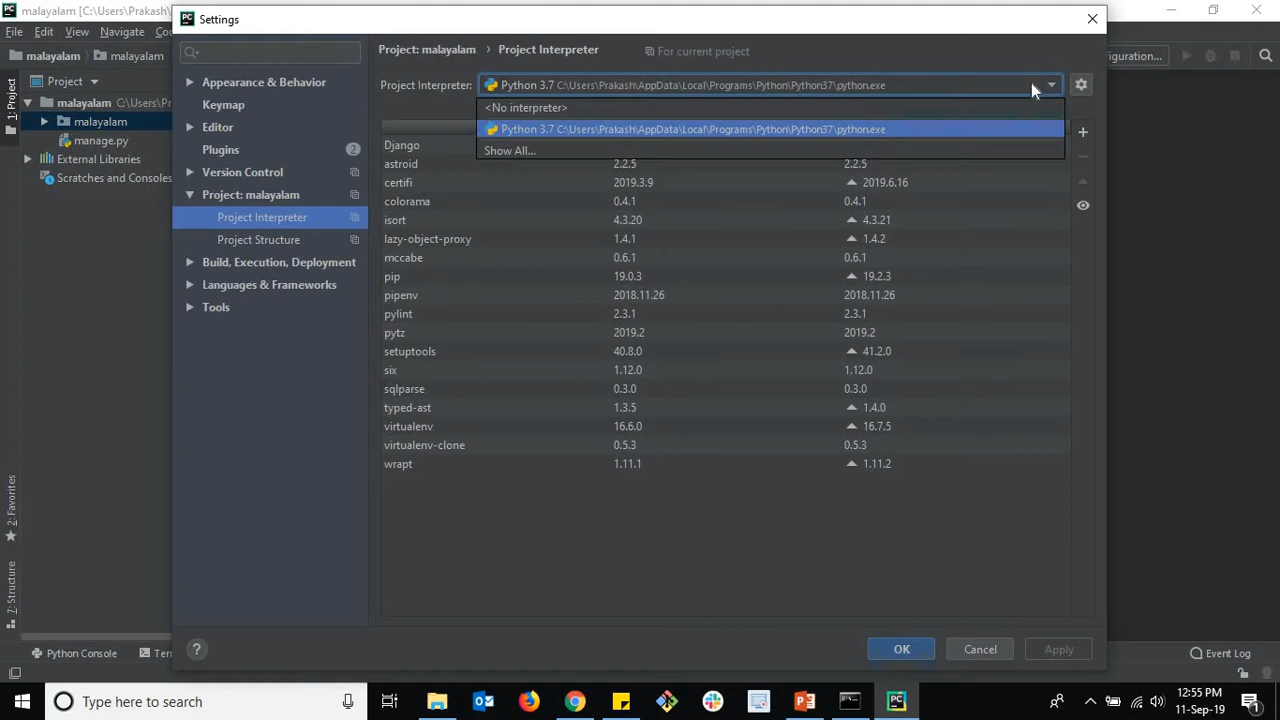 malayalam [C:\Users\Prakash\
Settings
File Edit View Navigate Co
malayalam malayalam
Project
malayalam
malayalam
manage.py
External Libraries
Scratches and Consoles
1: Project
2: Favorites
7: Structure
Appearance & Behavior
Keymap
Editor
Plugins 2
Version Control
Project: malayalam
Project Interpreter
Project Structure
Build, Execution, Deployment
Languages & Frameworks
Tools
Project: malayalam › Project Interpreter For current project
Project Interpreter: Python 3.7 C:\Users\Prakash\AppData\Local\Programs\Python\Python37\python.exe
<No interpreter>
Python 3.7 C:\Users\Prakash\AppData\Local\Programs\Python\Python37\python.exe
Show All...
Django
astroid 2.2.5 2.2.5
certifi 2019.3.9 2019.6.16
colorama 0.4.1 0.4.1
isort 4.3.20 4.3.21
lazy-object-proxy 1.4.1 1.4.2
mccabe 0.6.1 0.6.1
pip 19.0.3 19.2.3
pipenv 2018.11.26 2018.11.26
pylint 2.3.1 2.3.1
pytz 2019.2 2019.2
setuptools 40.8.0 41.2.0
six 1.12.0 1.12.0
sqlparse 0.3.0 0.3.0
typed-ast 1.3.5 1.4.0
virtualenv 16.6.0 16.7.5
virtualenv-clone 0.5.3 0.5.3
wrapt 1.11.1 1.11.2
iguration...
? OK Cancel Apply
Python Console Terr Event Log
Type here to search
12:55 PM
11-Sep-19
1